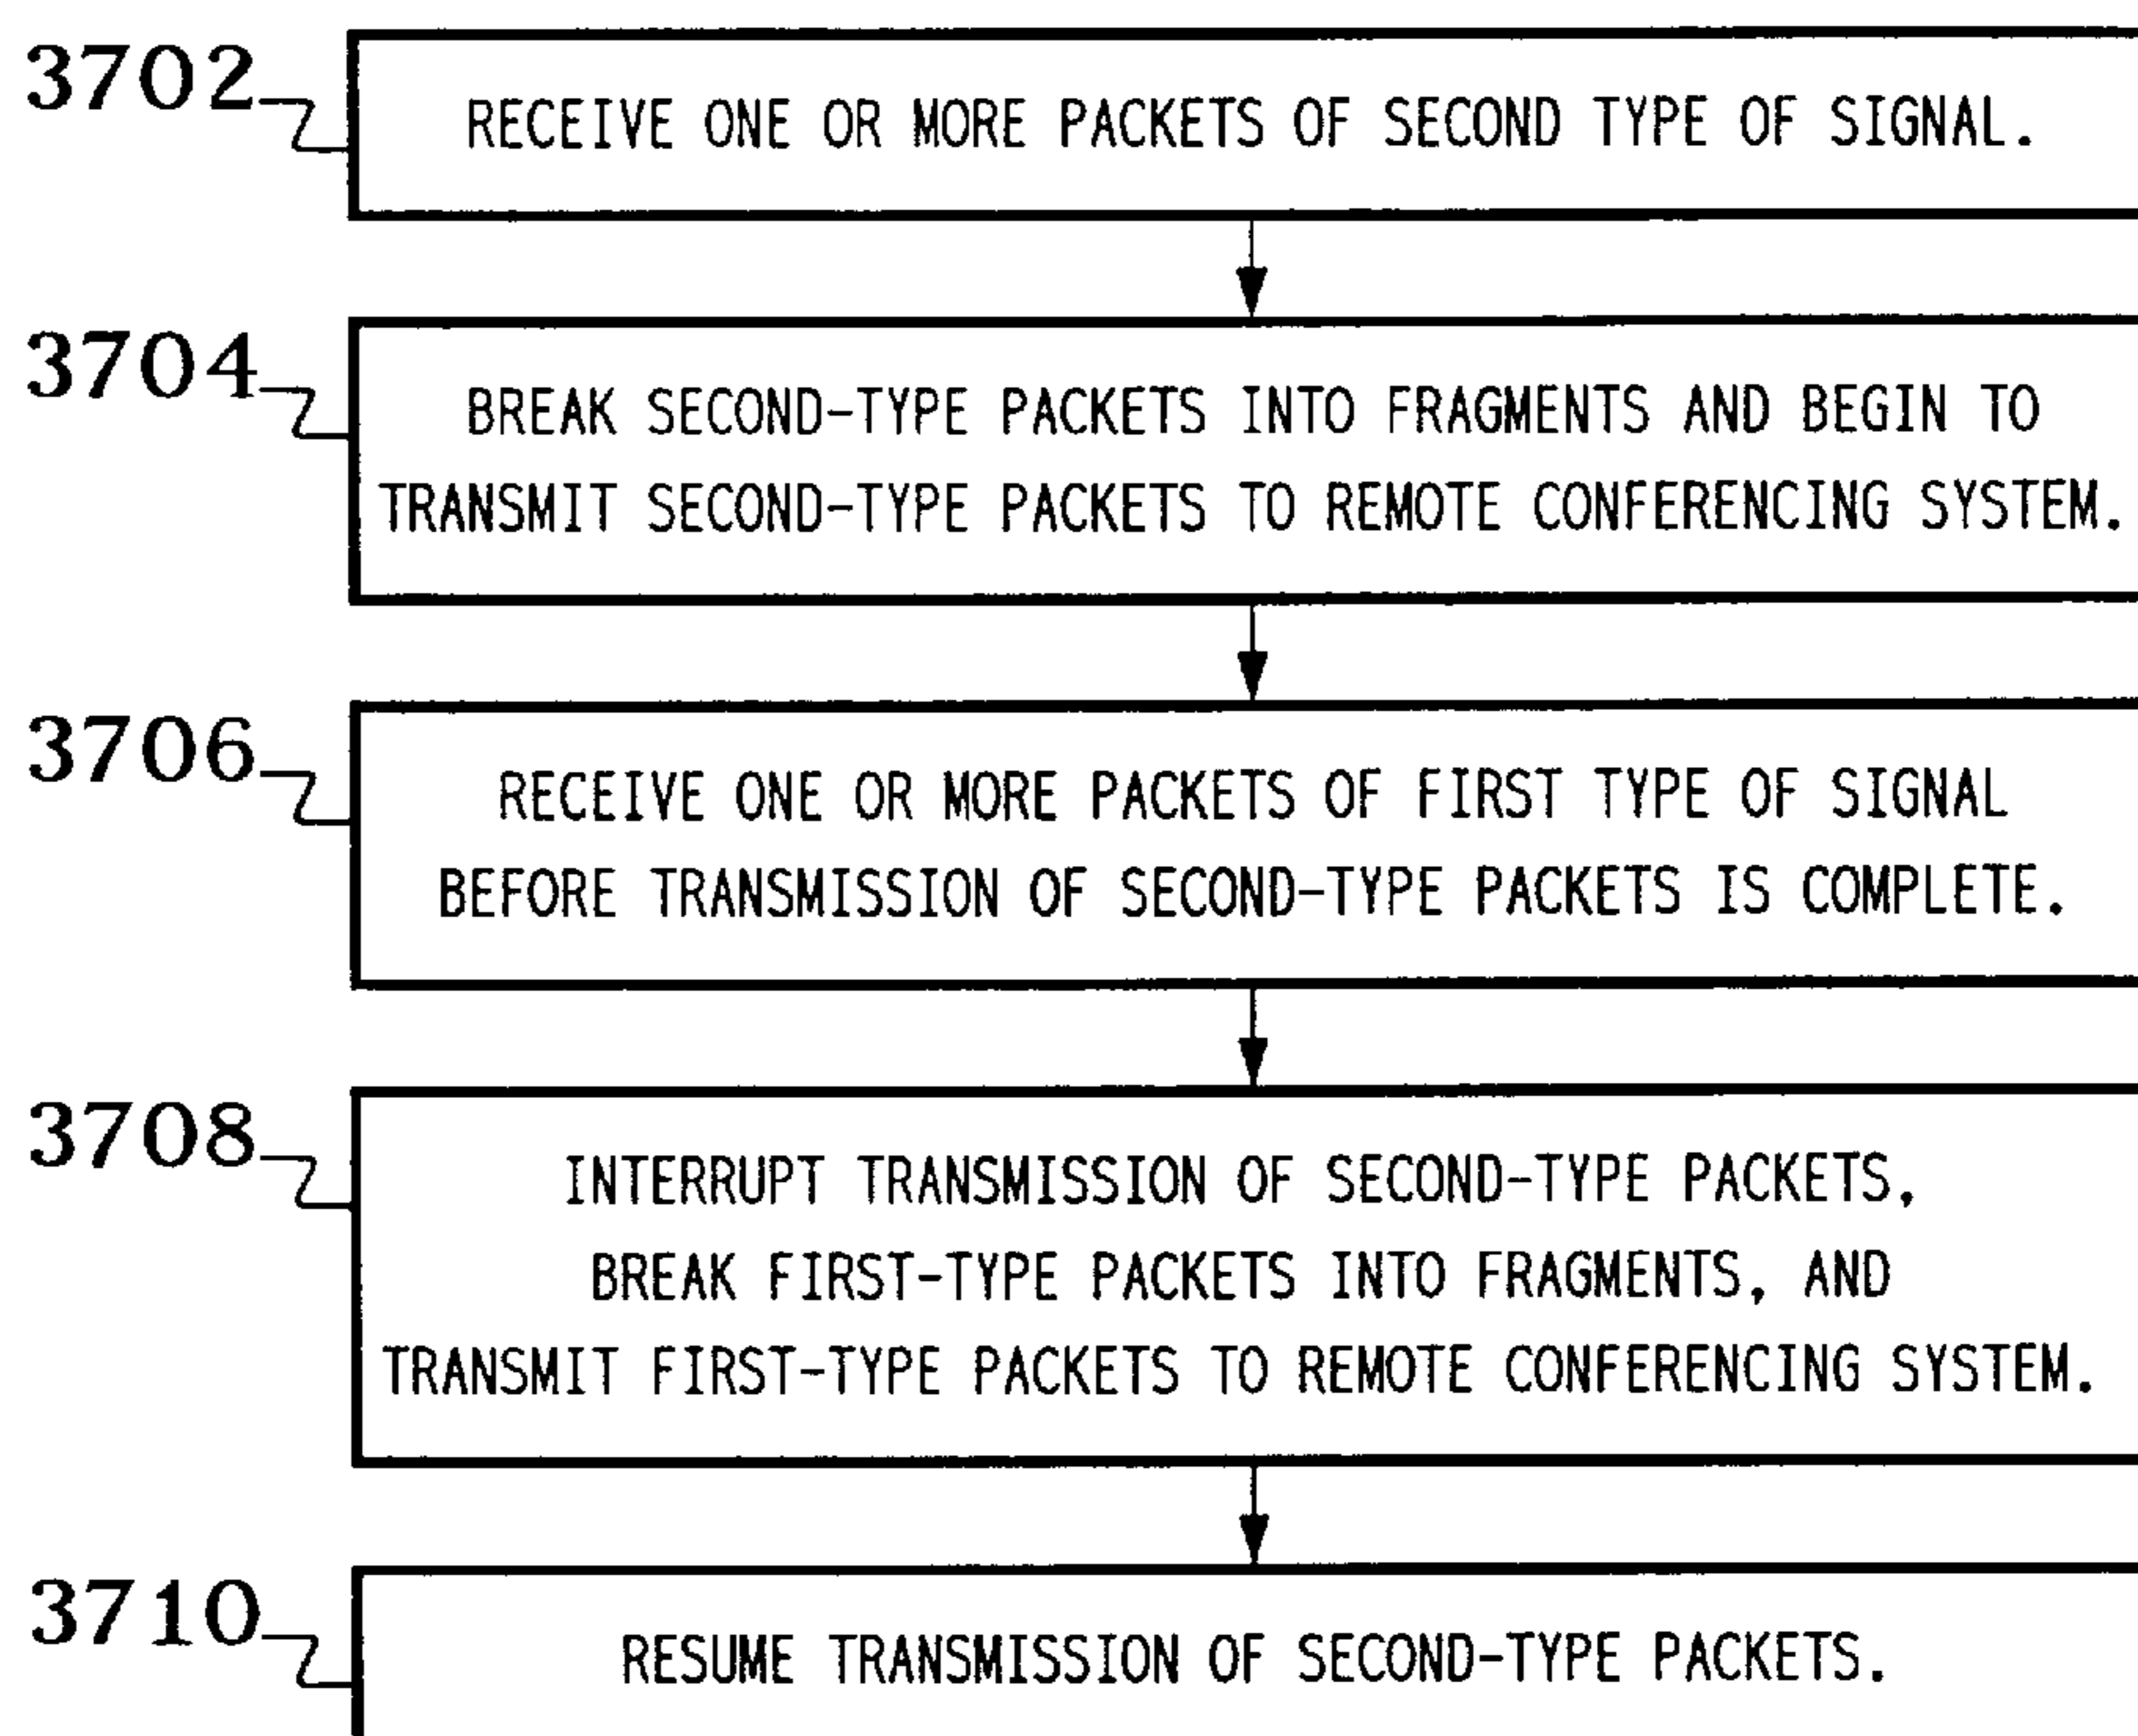 3702
RECEIVE ONE OR MORE PACKETS OF SECOND TYPE OF SIGNAL.
3704
BREAK SECOND-TYPE PACKETS INTO FRAGMENTS AND BEGIN TO
TRANSMIT SECOND-TYPE PACKETS TO REMOTE CONFERENCING SYSTEM.
3706
RECEIVE ONE OR MORE PACKETS OF FIRST TYPE OF SIGNAL
BEFORE TRANSMISSION OF SECOND-TYPE PACKETS IS COMPLETE.
3708
INTERRUPT TRANSMISSION OF SECOND-TYPE PACKETS,
BREAK FIRST-TYPE PACKETS INTO FRAGMENTS, AND
TRANSMIT FIRST-TYPE PACKETS TO REMOTE CONFERENCING SYSTEM.
3710
RESUME TRANSMISSION OF SECOND-TYPE PACKETS.